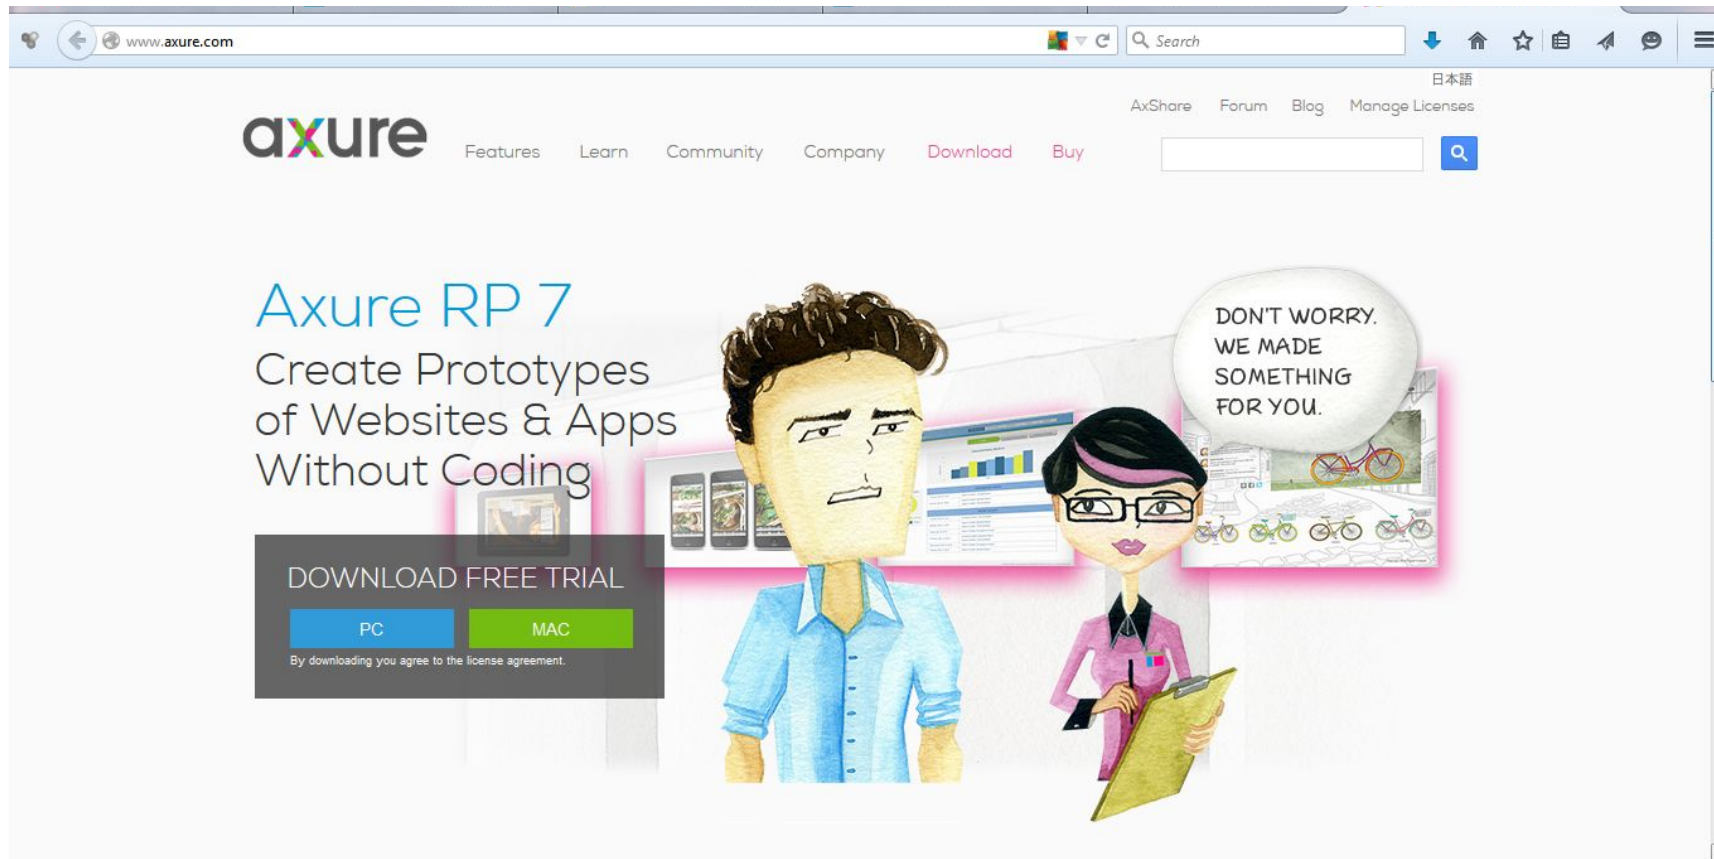 www.axure.com
Search
日本語
AxShare Forum Blog Manage Licenses
axure
Features Learn Community Company Download Buy
Axure RP 7
Create Prototypes
of Websites & Apps
Without Coding
DON'T WORRY.
WE MADE
SOMETHING
FOR YOU.
DOWNLOAD FREE TRIAL
PC MAC
By downloading you agree to the license agreement.